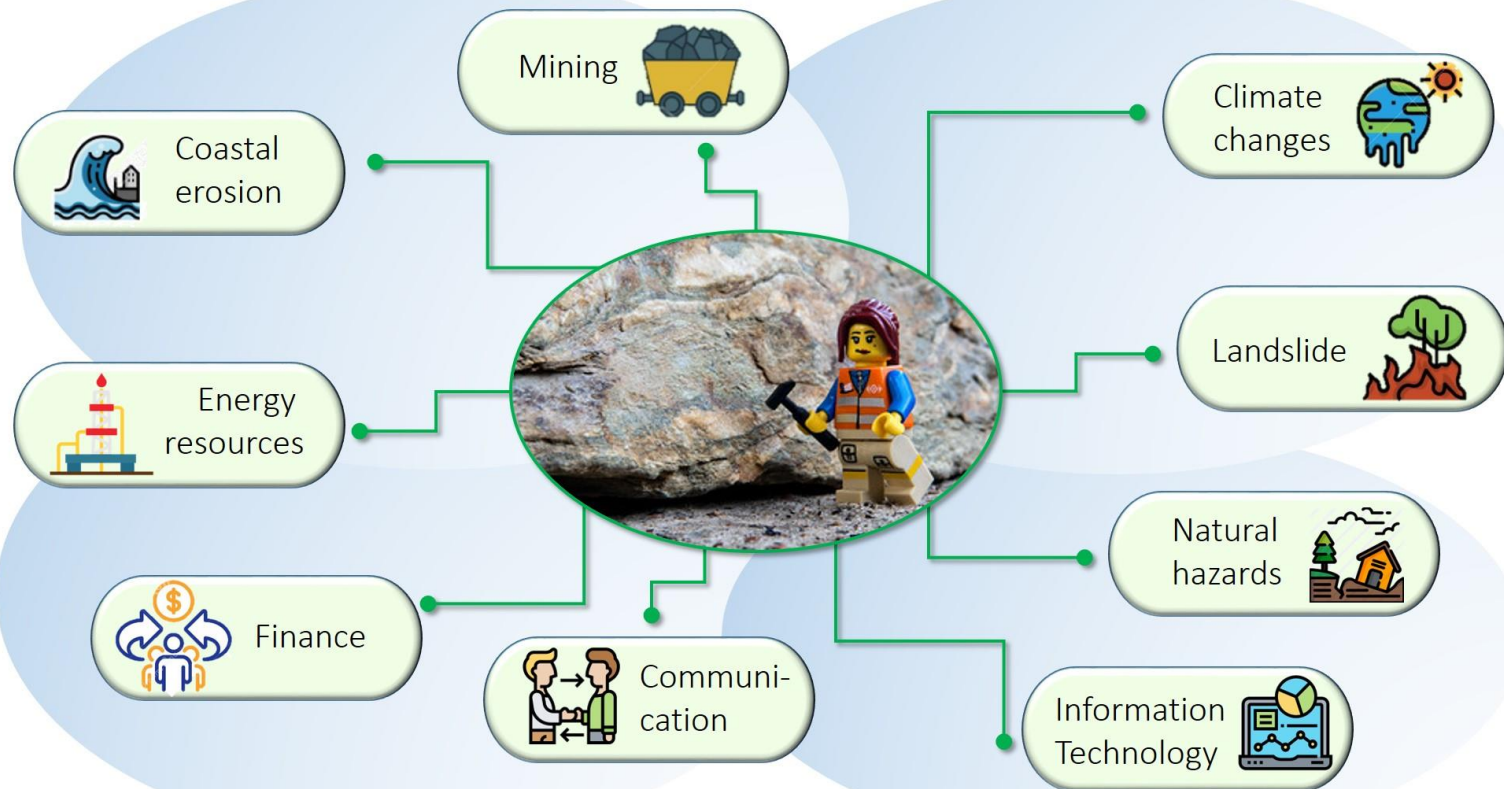 Mining
Climate
changes
Coastal
erosion
Landslide
Energy
resources
Natural
hazards
Finance
Communi-
cation
Information
Technology